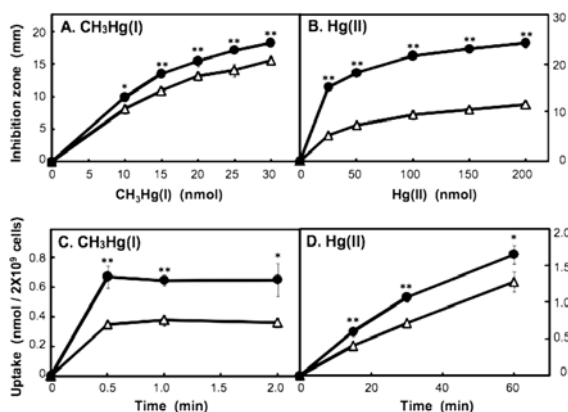 A. CH₃Hg(I)
B. Hg(II)
Inhibition zone (mm)
20
15
10
5
0
* ** ** ** **
** ** ** ** **
30
20
10
0
0 5 10 15 20 25 30
CH₃Hg(I) (nmol)
0 50 100 150 200
Hg(II) (nmol)
C. CH₃Hg(I)
D. Hg(II)
Uptake (nmol / 2X10⁹ cells)
0.8
0.6
0.4
0.2
0
** ** *
** ** *
2.0
1.5
1.0
0.5
0
0 0.5 1.0 1.5 2.0
Time (min)
0 20 40 60
Time (min)